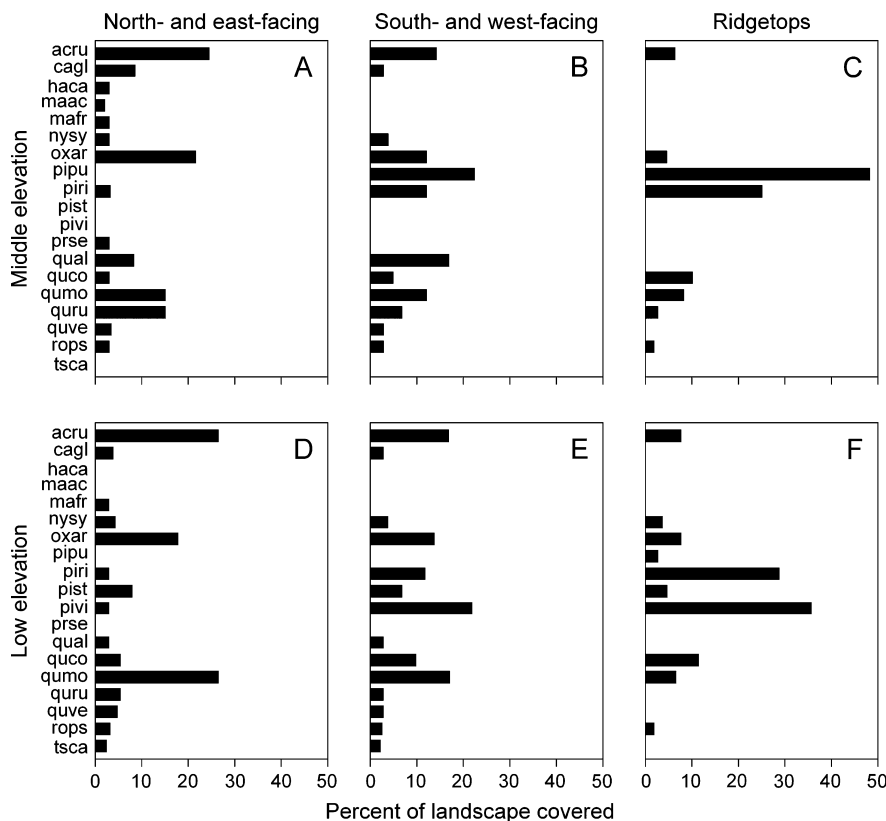 North- and east-facing South- and west-facing Ridgetops
Middle elevation
acru
cagl
haca
maac
mafr
nysy
oxar
pipu
piri
pist
pivi
prse
qual
quco
qumo
quru
quve
rops
tsca
A B C
Low elevation
acru
cagl
haca
maac
mafr
nysy
oxar
pipu
piri
pist
pivi
prse
qual
quco
qumo
quru
quve
rops
tsca
D E F
0 10 20 30 40 50 0 10 20 30 40 50 0 10 20 30 40 50
Percent of landscape covered